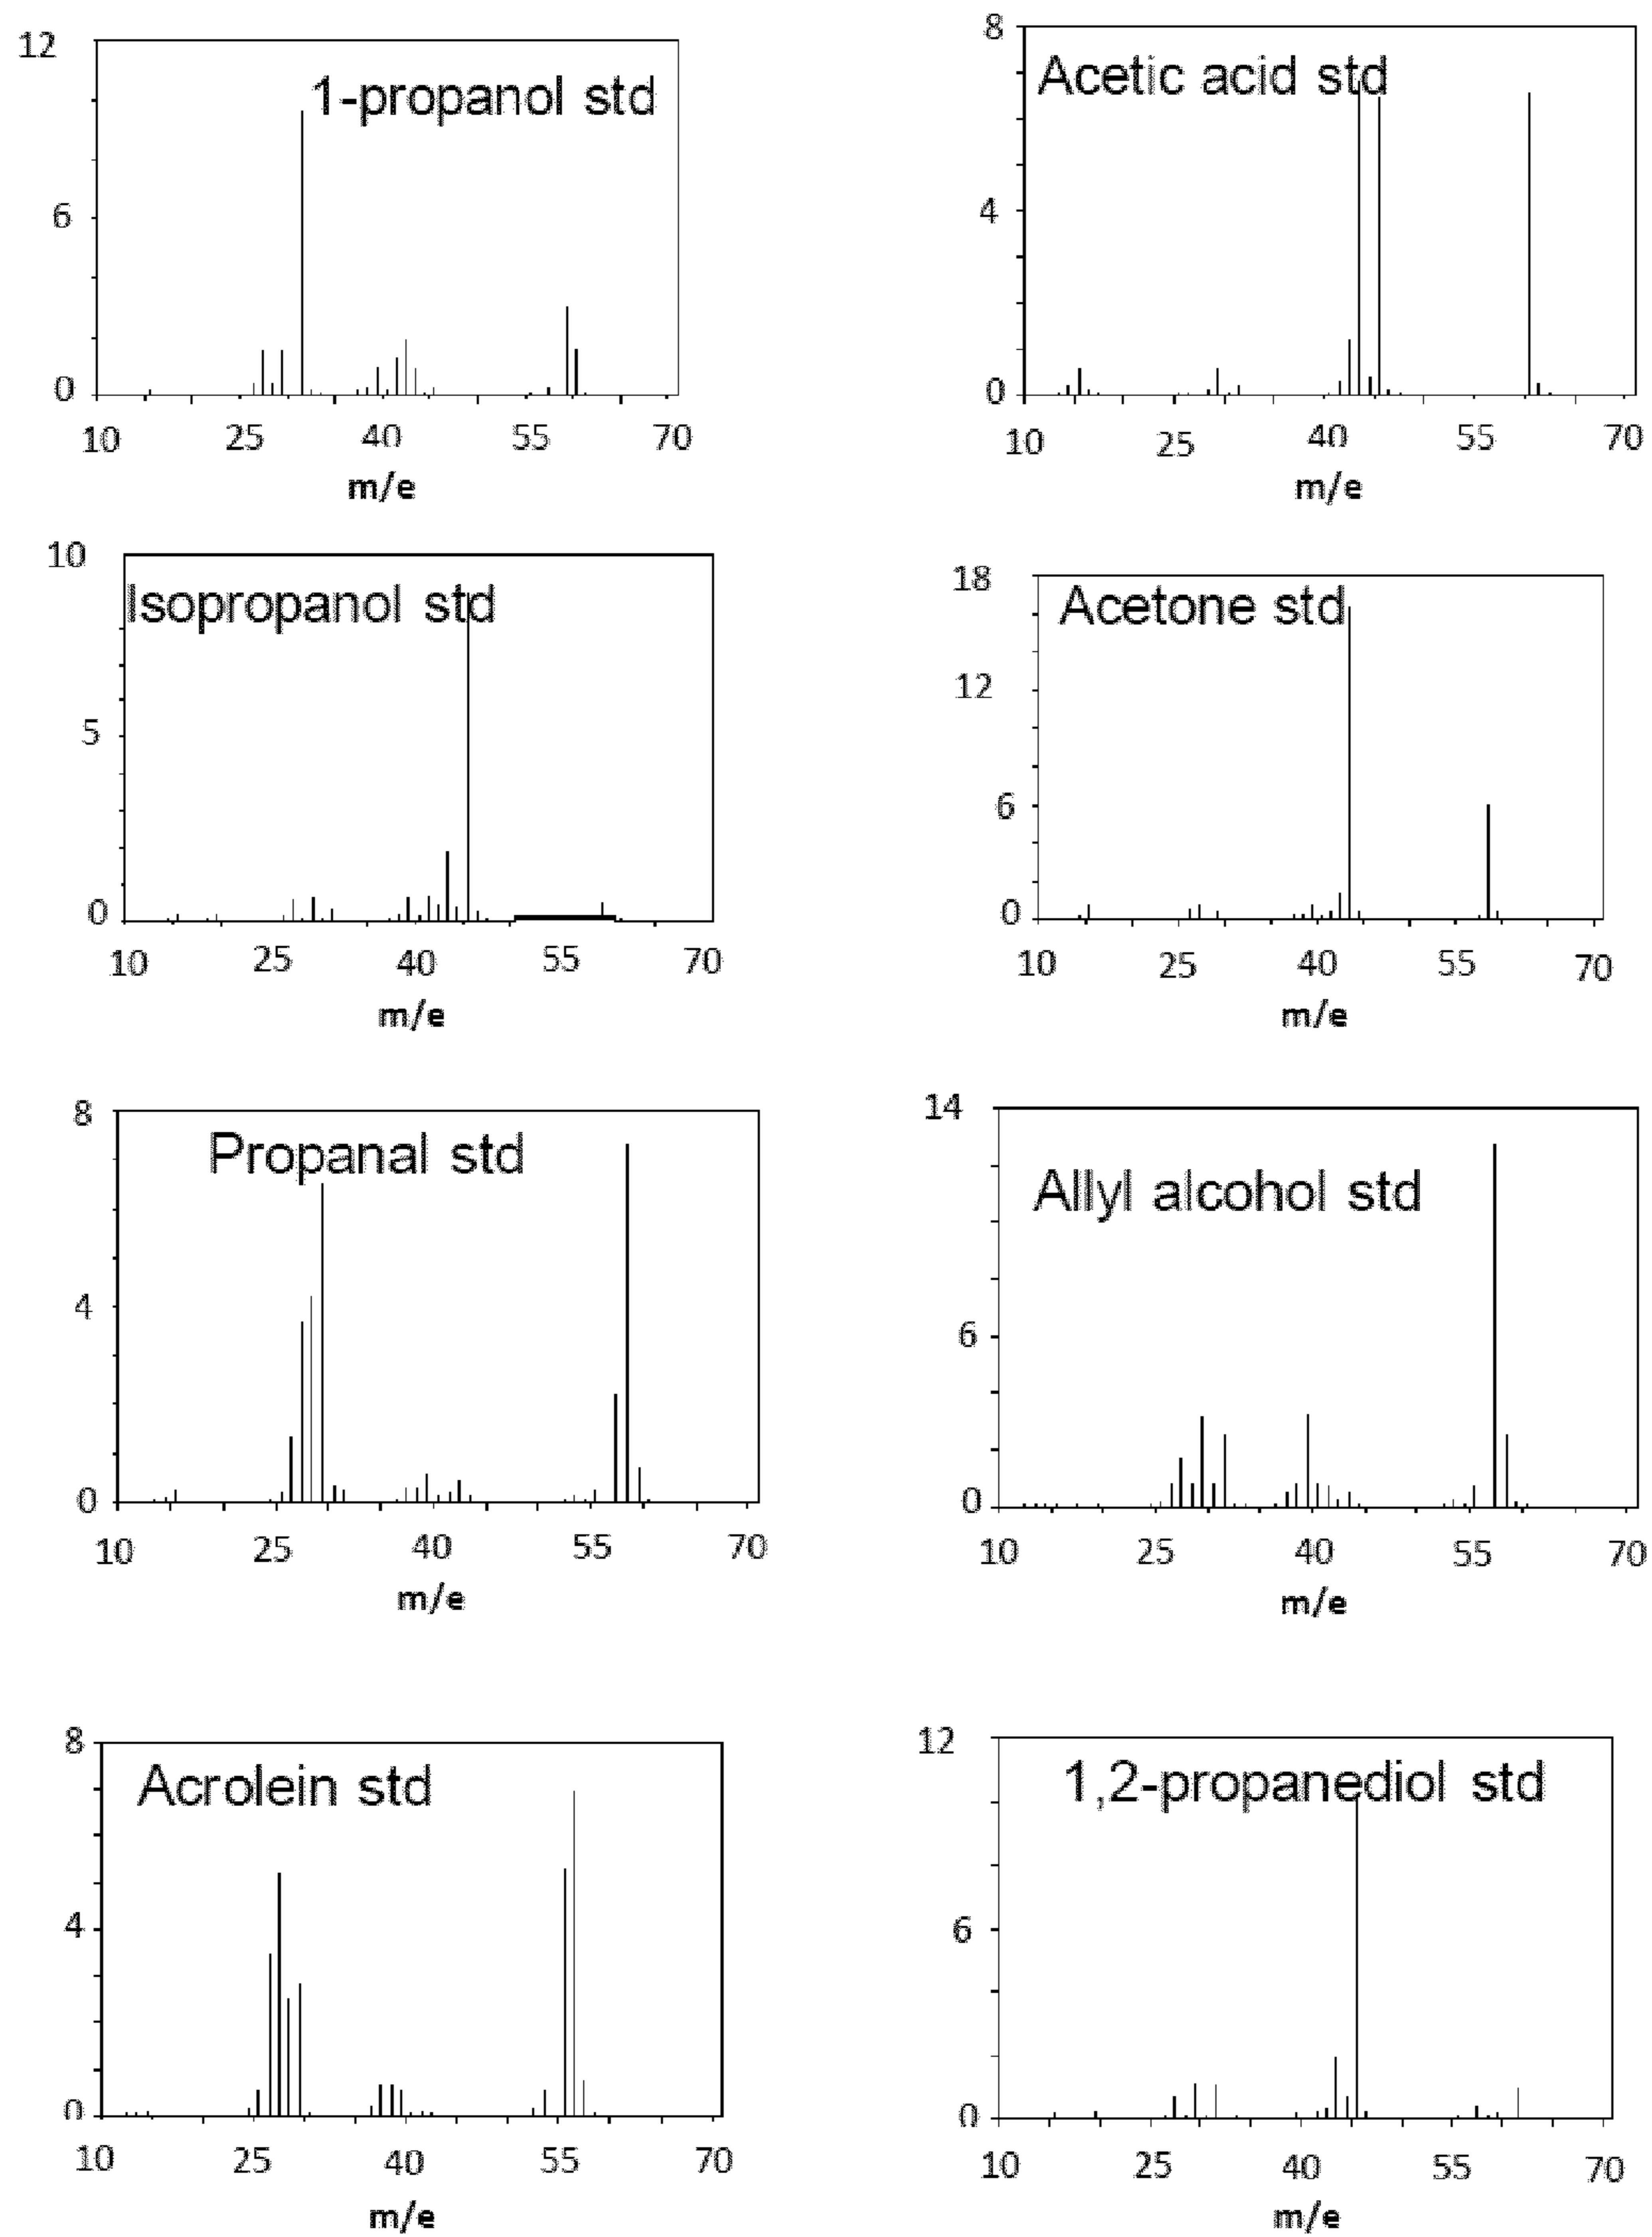 12
1-propanol std
6
0
10 25 40 55 70
m/e
8
Acetic acid std
4
0
10 25 40 55 70
m/e
10
Isopropanol std
5
0
10 25 40 55 70
m/e
18
Acetone std
12
6
0
10 25 40 55 70
m/e
8
Propanal std
4
0
10 25 40 55 70
m/e
14
Allyl alcohol std
6
0
10 25 40 55 70
m/e
8
Acrolein std
4
0
10 25 40 55 70
m/e
12
1,2-propanediol std
6
0
10 25 40 55 70
m/e